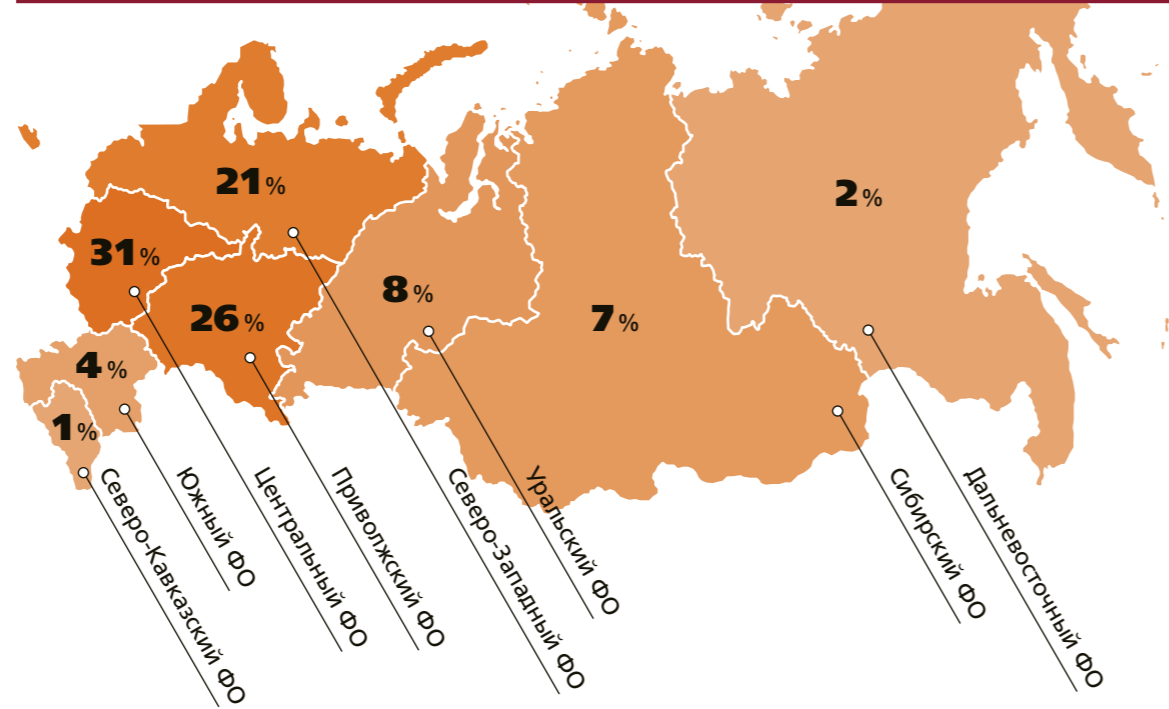 21%
2%
31%
8%
26%
7%
4%
1%
Северо-Кавказский ФО
Южный ФО
Центральный ФО
Приволжский ФО
Северо-Западный ФО
Уральский ФО
Сибирский ФО
Дальневосточный ФО